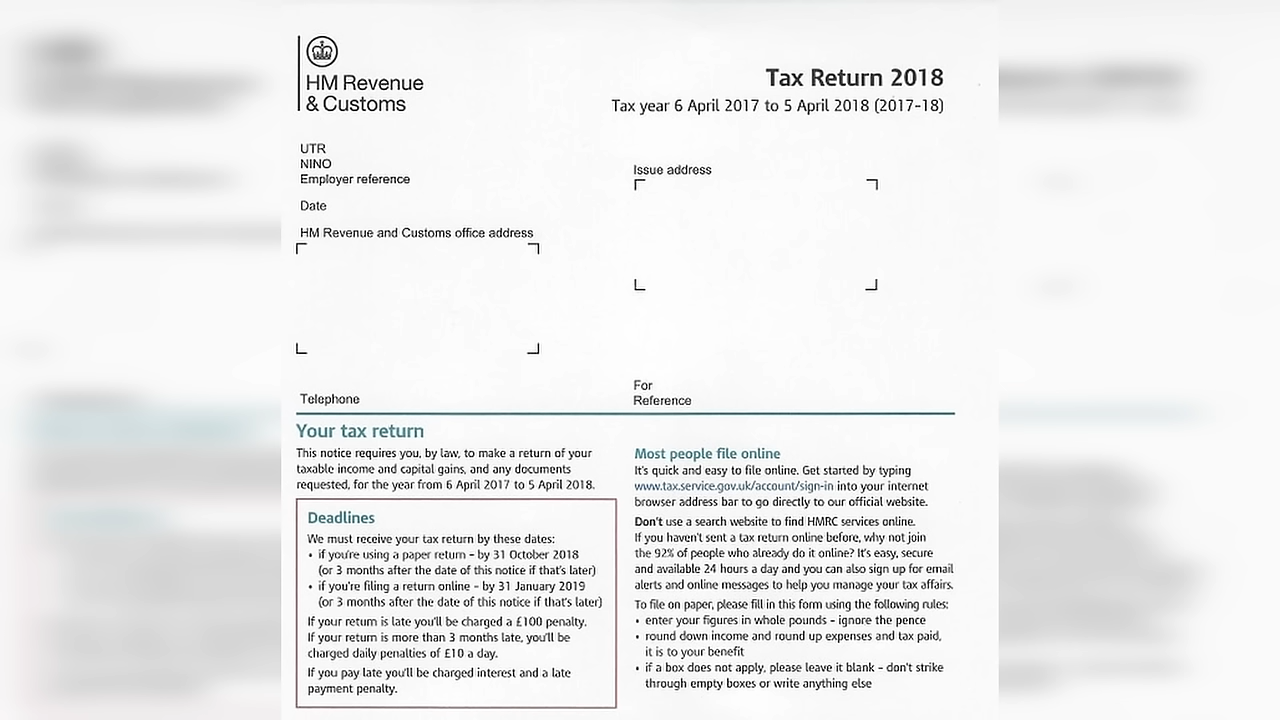 HM Revenue
& Customs
Tax Return 2018
Tax year 6 April 2017 to 5 April 2018 (2017-18)
UTR
NINO
Employer reference
Date
HM Revenue and Customs office address
Issue address
Telephone
For
Reference
Your tax return
This notice requires you, by law, to make a return of your
taxable income and capital gains, and any documents
requested, for the year from 6 April 2017 to 5 April 2018.
Deadlines
We must receive your tax return by these dates:
• if you're using a paper return – by 31 October 2018
(or 3 months after the date of this notice if that's later)
• if you're filing a return online – by 31 January 2019
(or 3 months after the date of this notice if that's later)
If your return is late you'll be charged a £100 penalty.
If your return is more than 3 months late, you'll be
charged daily penalties of £10 a day.
If you pay late you'll be charged interest and a late
payment penalty.
Most people file online
It's quick and easy to file online. Get started by typing
www.tax.service.gov.uk/account/sign-in into your internet
browser address bar to go directly to our official website.
Don't use a search website to find HMRC services online.
If you haven't sent a tax return online before, why not join
the 92% of people who already do it online? It's easy, secure
and available 24 hours a day and you can also sign up for email
alerts and online messages to help you manage your tax affairs.
To file on paper, please fill in this form using the following rules:
• enter your figures in whole pounds – ignore the pence
• round down income and round up expenses and tax paid,
it is to your benefit
• if a box does not apply, please leave it blank – don't strike
through empty boxes or write anything else